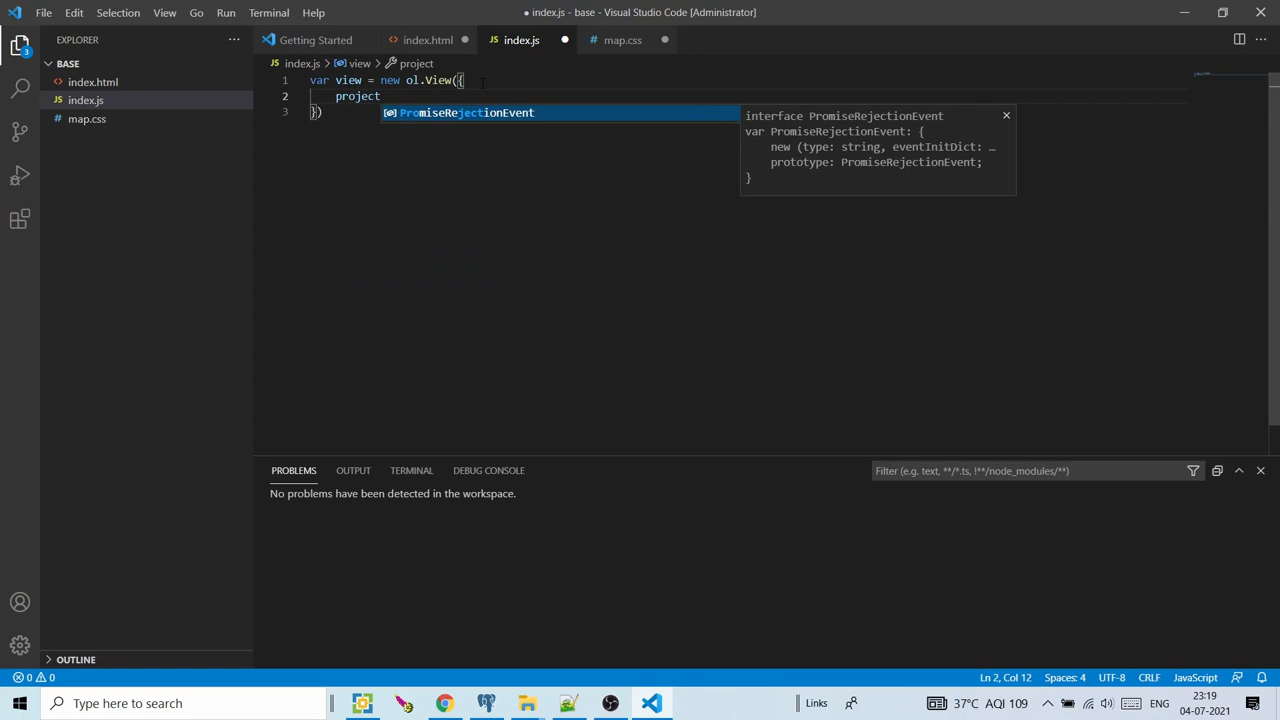 File Edit Selection View Go Run Terminal Help
● index.js - base - Visual Studio Code [Administrator]
EXPLORER
Getting Started
index.html
JS index.js
# map.css
BASE
index.html
JS index.js
# map.css
JS index.js > view > project
1 var view = new ol.View({
2 project
3 })
PromiseRejectionEvent
interface PromiseRejectionEvent
var PromiseRejectionEvent: {
new (type: string, eventInitDict: …
prototype: PromiseRejectionEvent;
}
3
PROBLEMS OUTPUT TERMINAL DEBUG CONSOLE
Filter (e.g. text, **/*.ts, !**/node_modules/**)
No problems have been detected in the workspace.
OUTLINE
0 0
Ln 2, Col 12 Spaces: 4 UTF-8 CRLF JavaScript
Type here to search
Links
37°C AQI 109
ENG
23:19
04-07-2021
3